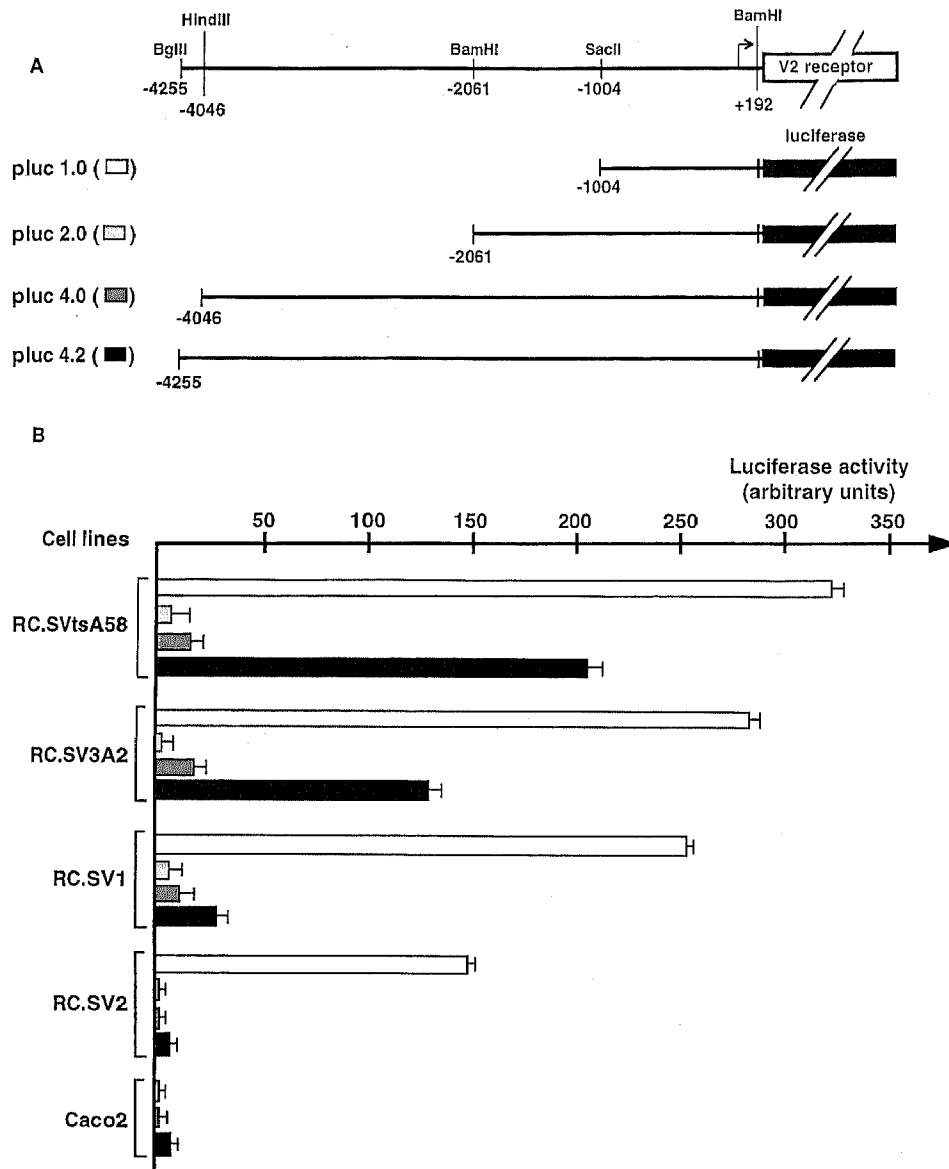 HindIII
BamHI
BglII
BamHI
SacII
A
V2 receptor
-4255
-2061
-1004
-4046
+192
luciferase
pluc 1.0 ( )
-1004
pluc 2.0 ( )
-2061
pluc 4.0 ( )
-4046
pluc 4.2 ( )
-4255
B
Luciferase activity
(arbitrary units)
50 100 150 200 250 300 350
Cell lines
RC.SVtsA58
RC.SV3A2
RC.SV1
RC.SV2
Caco2